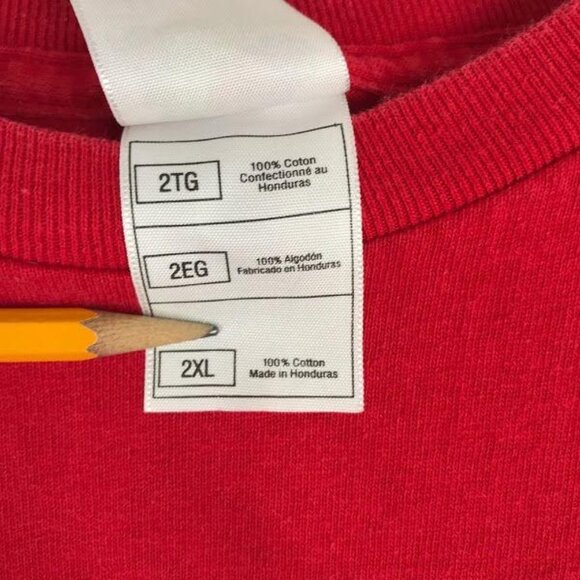 2TG
100% Coton
Confectionné au
Honduras
2EG
100% Algodón
Fabricado en Honduras
2XL
100% Cotton
Made in Honduras